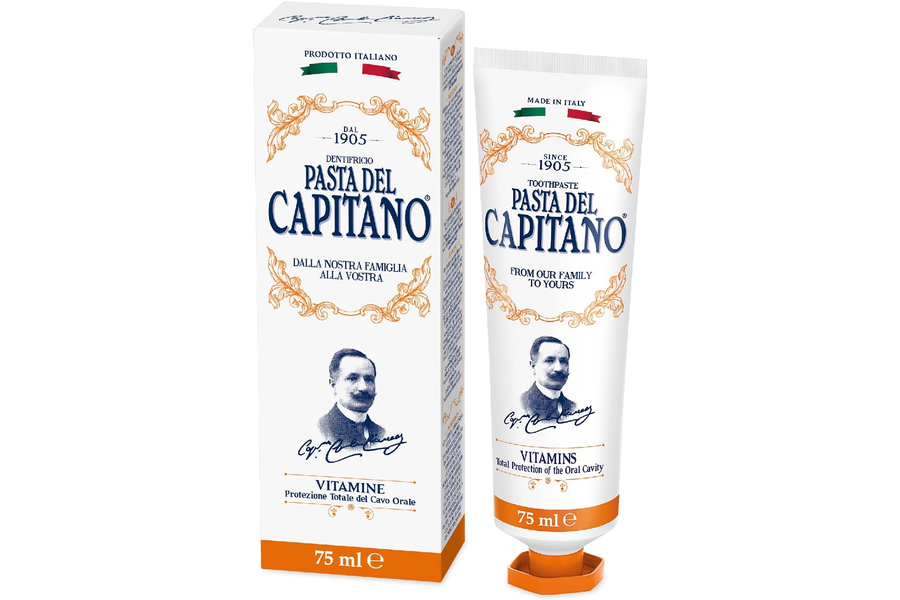 PRODOTTO ITALIANO
DAL
1905
DENTIFRICIO
PASTA DEL
CAPITANO®
DALLA NOSTRA FAMIGLIA
ALLA VOSTRA
VITAMINE
Protezione Totale del Cavo Orale
75 ml ℮
MADE IN ITALY
SINCE
1905
TOOTHPASTE
PASTA DEL
CAPITANO®
FROM OUR FAMILY
TO YOURS
VITAMINS
Total Protection of the Oral Cavity
75 ml ℮